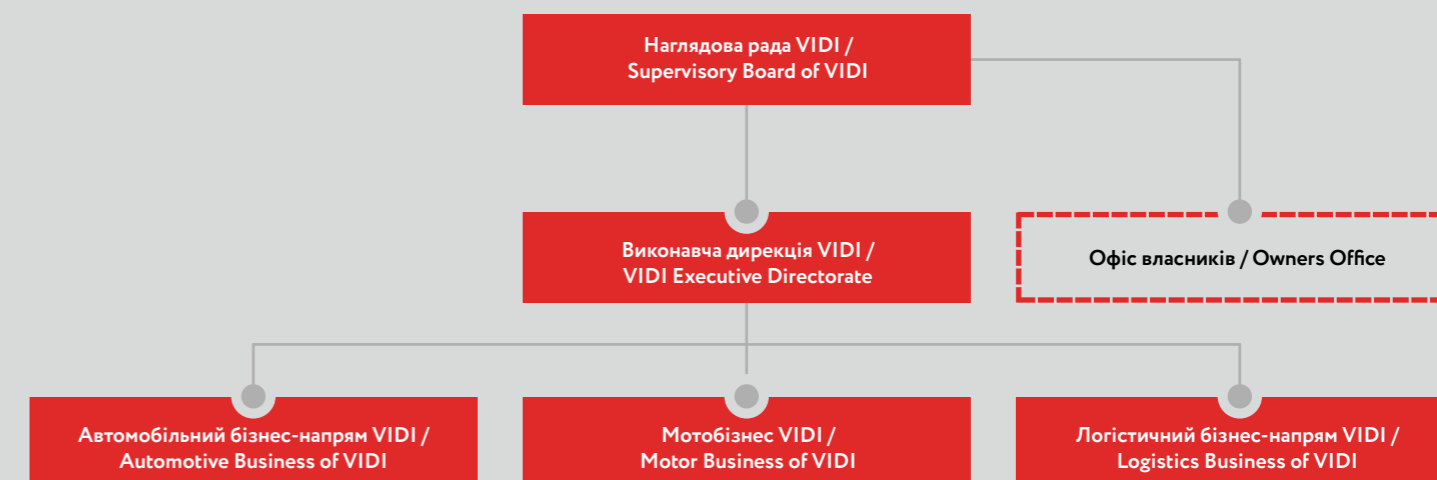 Наглядова рада VIDI /
Supervisory Board of VIDI
Виконавча дирекція VIDI /
VIDI Executive Directorate
Офіс власників / Owners Office
Автомобільний бізнес-напрям VIDI /
Automotive Business of VIDI
Мотобізнес VIDI /
Motor Business of VIDI
Логістичний бізнес-напрям VIDI /
Logistics Business of VIDI